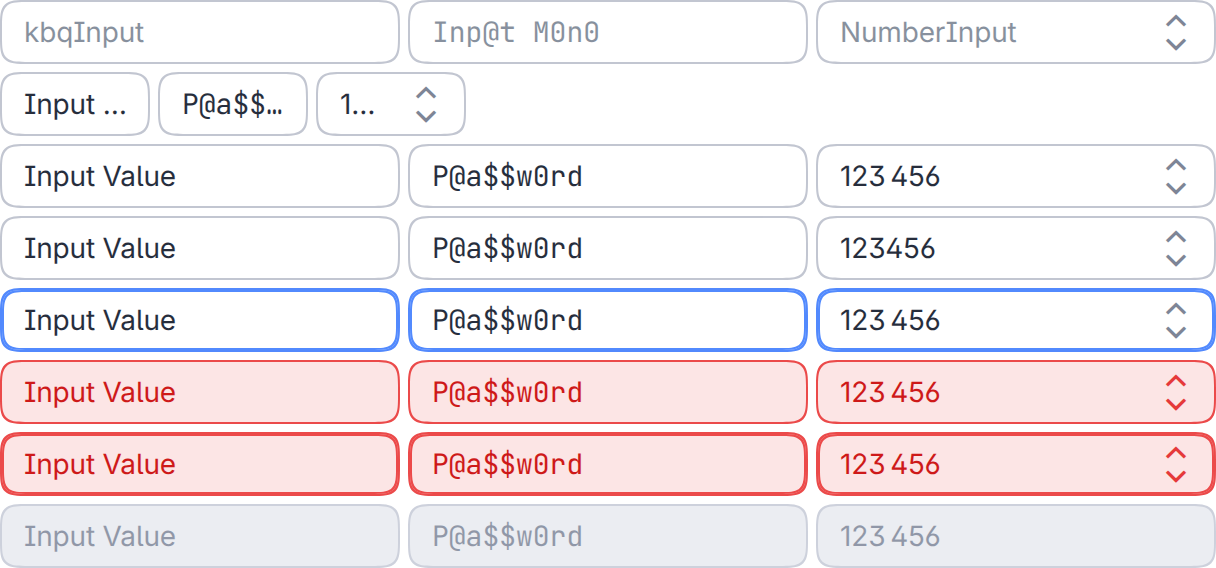 kbqInput Inp@t M0n0 NumberInput
Input ... P@a$$… 1...
Input Value P@a$$w0rd 123 456
Input Value P@a$$w0rd 123456
Input Value P@a$$w0rd 123 456
Input Value P@a$$w0rd 123 456
Input Value P@a$$w0rd 123 456
Input Value P@a$$w0rd 123 456